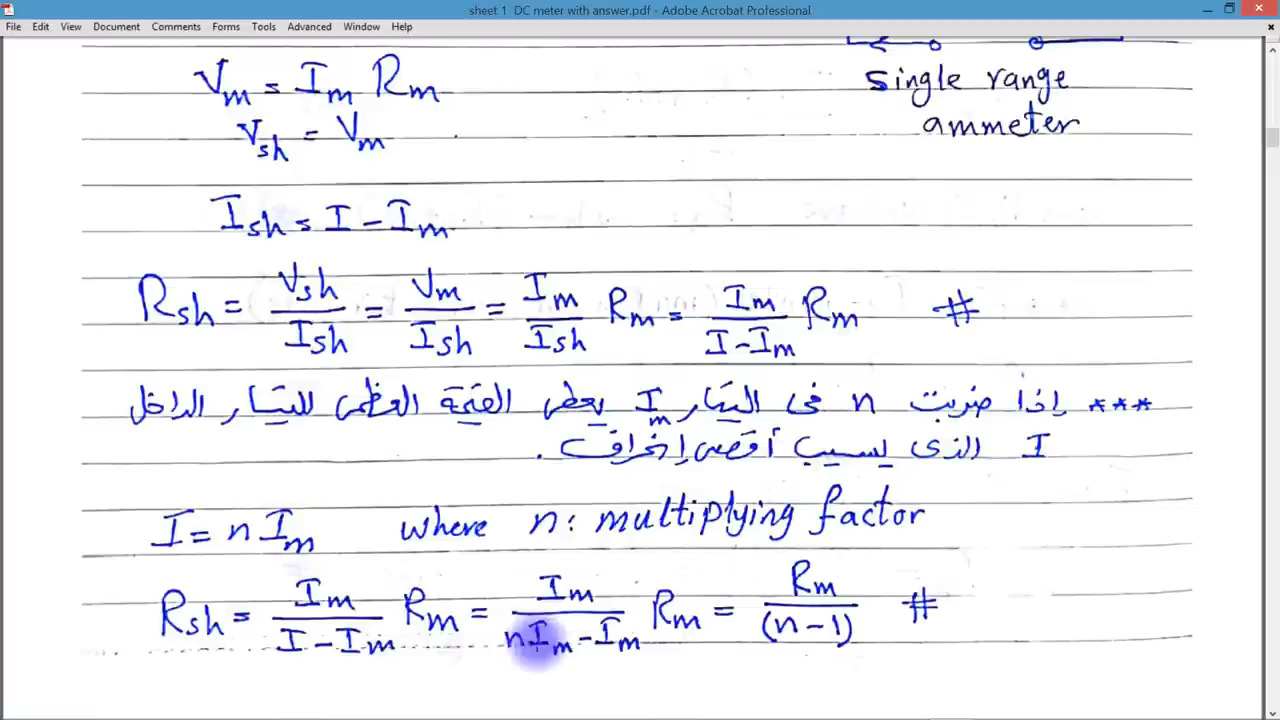 sheet 1 DC meter with answer.pdf - Adobe Acrobat Professional
File Edit View Document Comments Forms Tools Advanced Window Help
Vm = Im Rm
Vsh = Vm
single range
ammeter
Ish = I - Im
Rsh = Vsh/Ish = Vm/Ish = Im/Ish Rm = Im/(I - Im) Rm #
*** إذا ضربت n فى التيار Im يعطى القيمة العظمى للتيار الداخل
I الذى يسبب أقصى إنحراف .
I = n Im where n: multiplying factor
Rsh = Im/(I - Im) Rm = Im/(nIm - Im) Rm = Rm/(n - 1) #